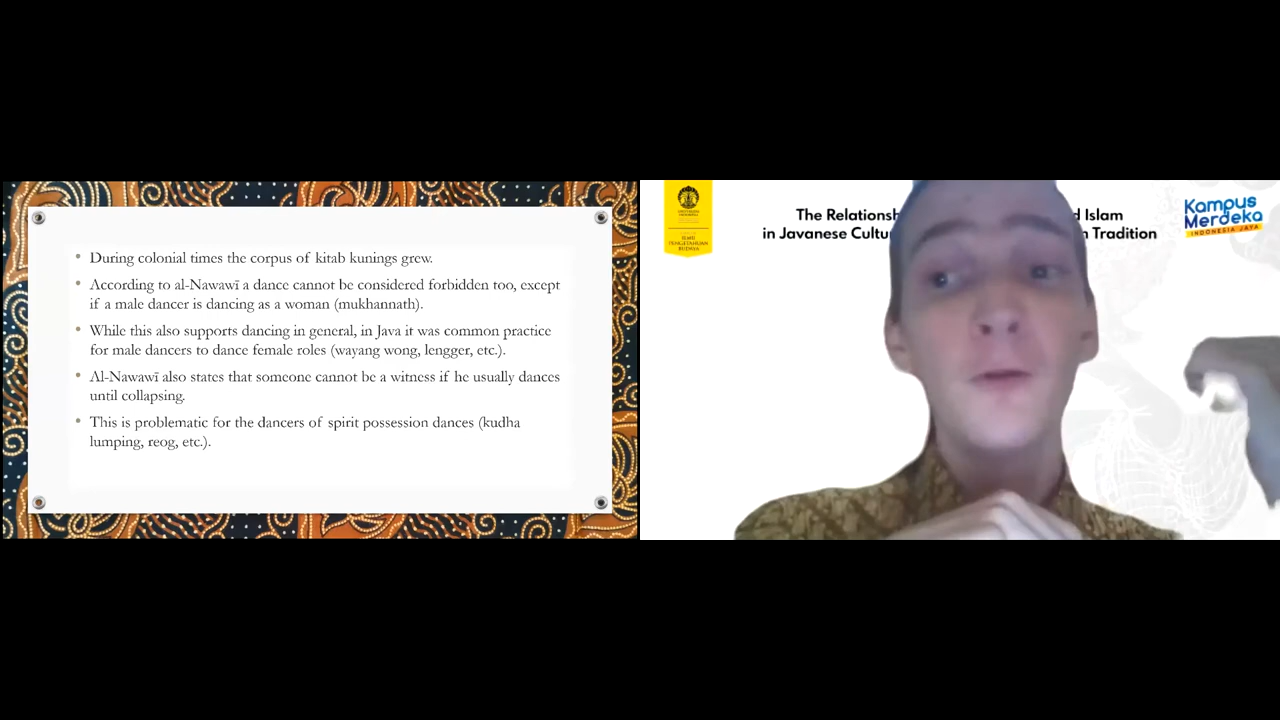 During colonial times the corpus of kitab kunings grew.
According to al-Nawawī a dance cannot be considered forbidden too, except
if a male dancer is dancing as a woman (mukhannath).
While this also supports dancing in general, in Java it was common practice
for male dancers to dance female roles (wayang wong, lengger, etc.).
Al-Nawawī also states that someone cannot be a witness if he usually dances
until collapsing.
This is problematic for the dancers of spirit possession dances (kudha
lumping, reog, etc.).
ILMU
PENGETAHUAN
BUDAYA
The Relationsh
d Islam
in Javanese Cultu
Tradition
Kampus
Merdeka
INDONESIA JAYA